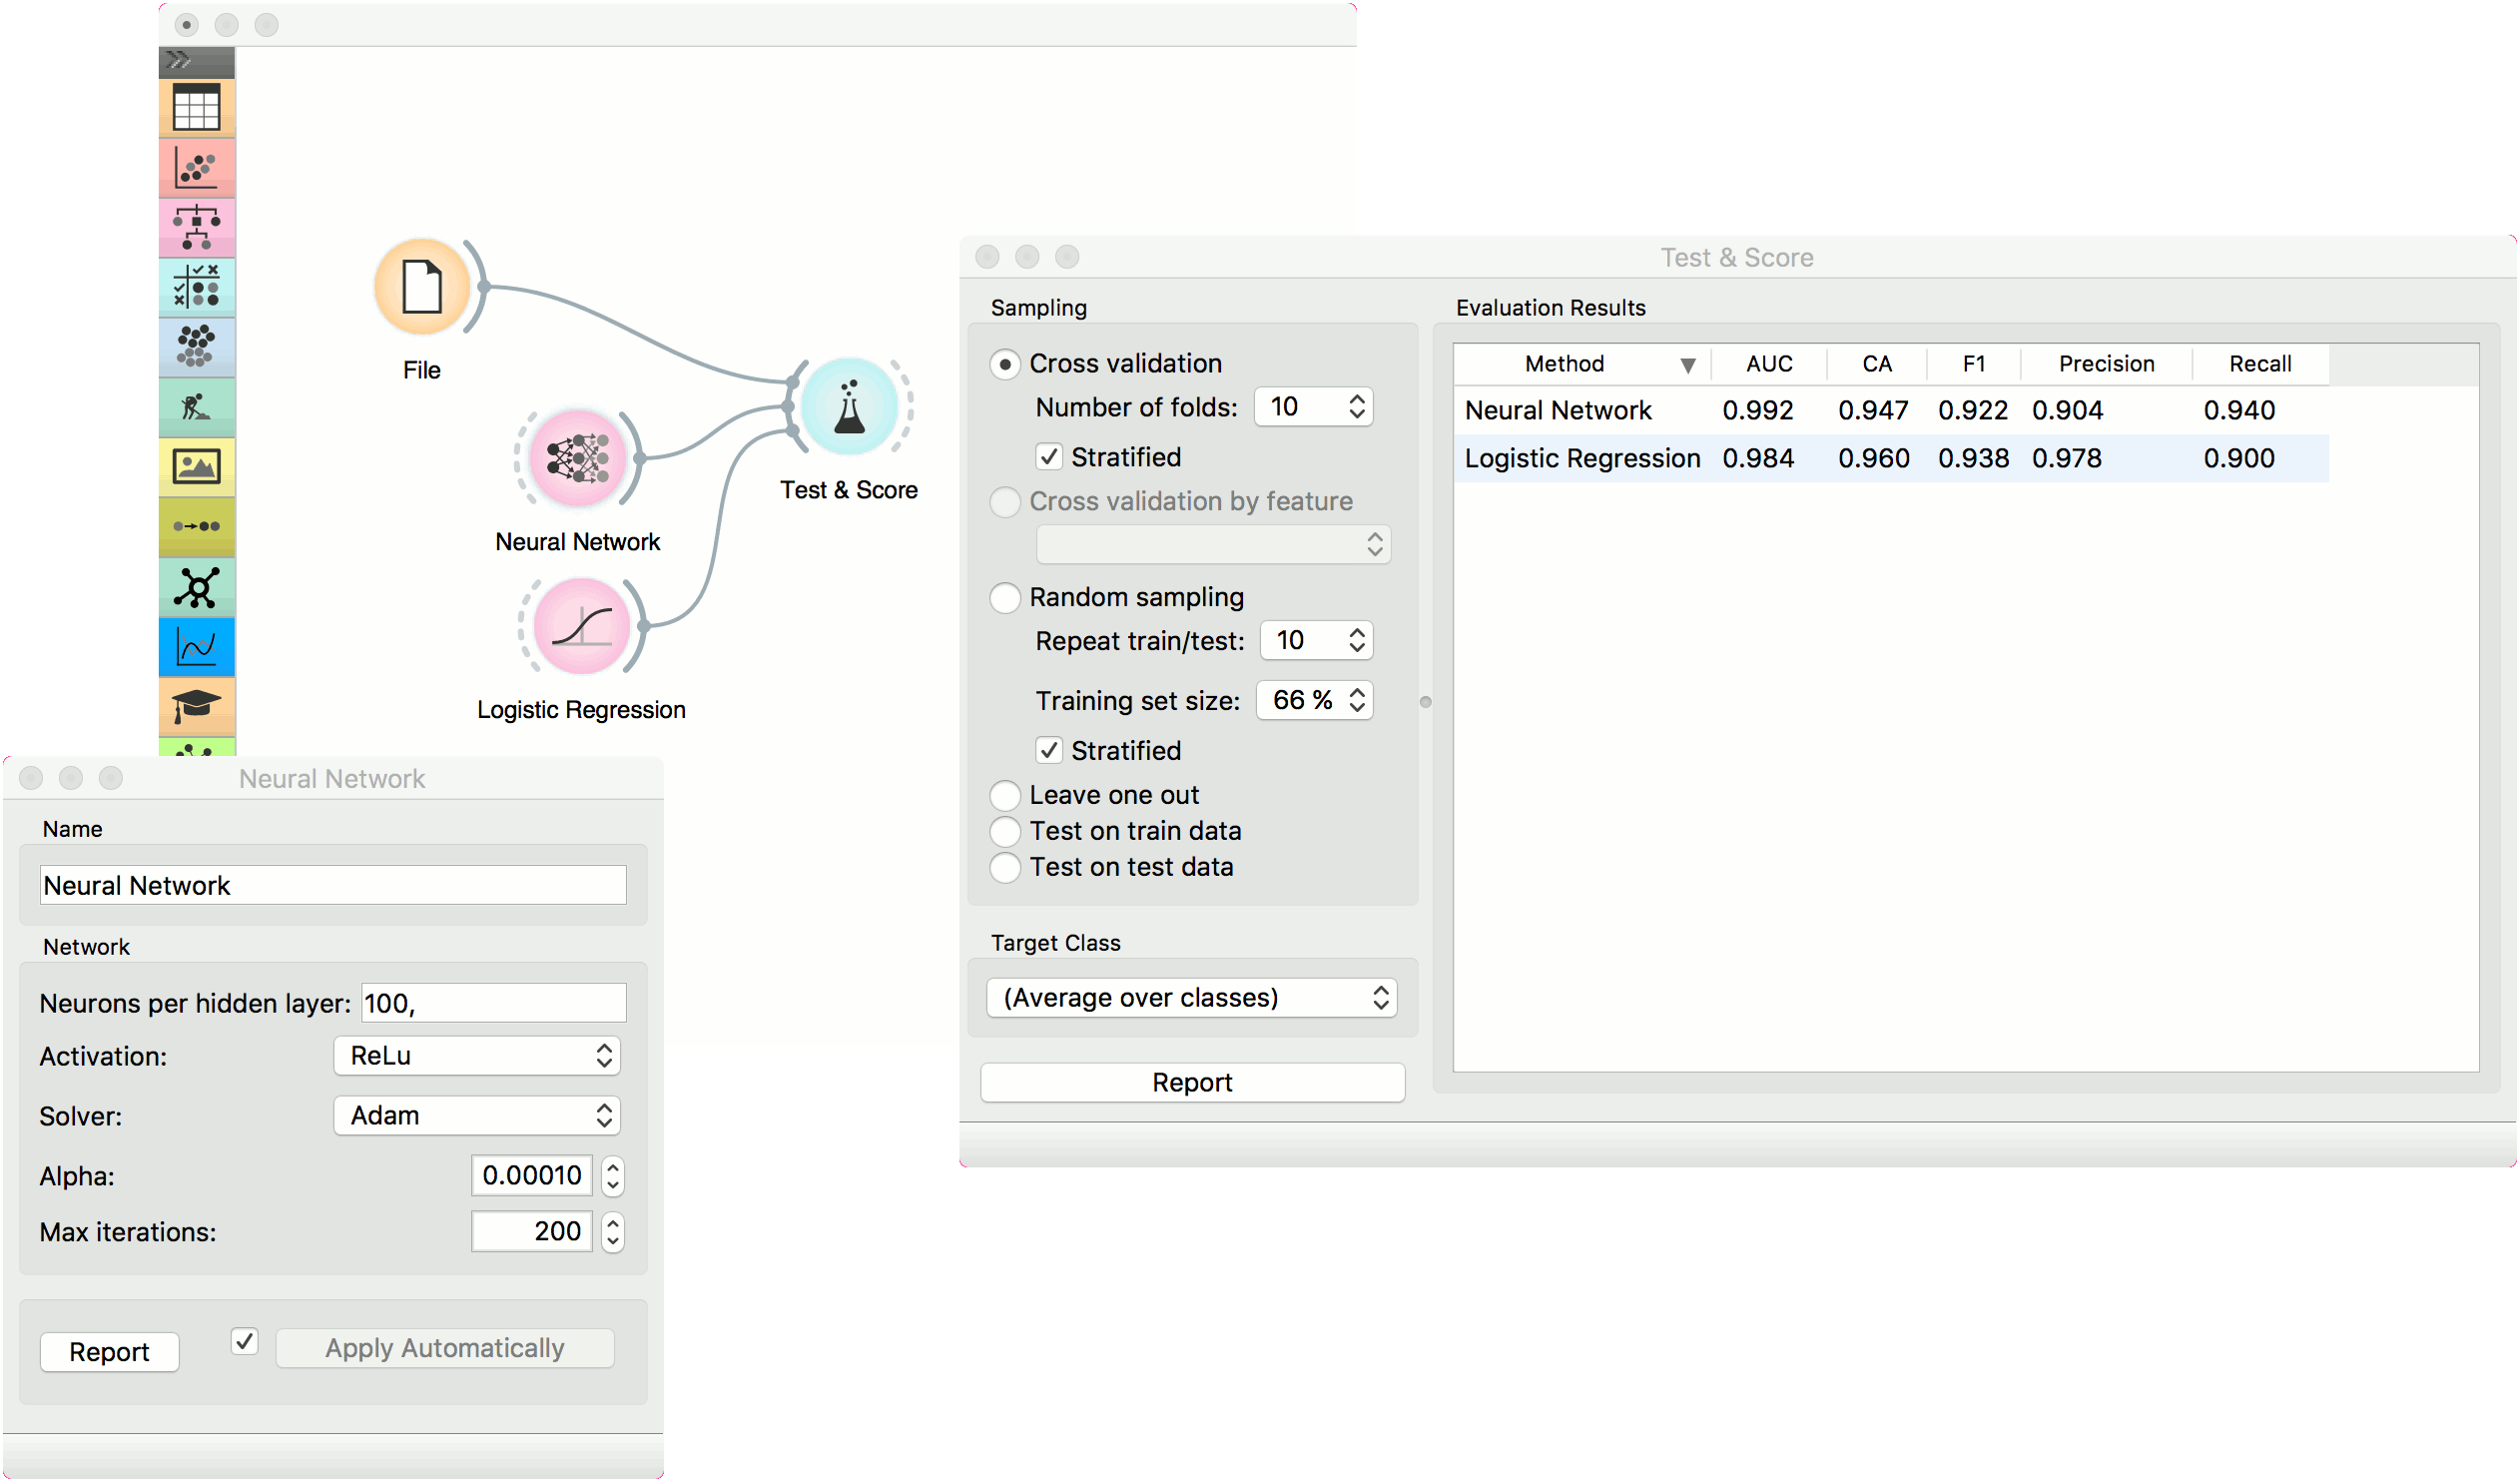 File
Neural Network
Logistic Regression
Test & Score
Test & Score
Sampling
Cross validation
Number of folds: 10
Stratified
Cross validation by feature
Random sampling
Repeat train/test: 10
Training set size: 66 %
Stratified
Leave one out
Test on train data
Test on test data
Target Class
(Average over classes)
Report
Evaluation Results
Method AUC CA F1 Precision Recall
Neural Network 0.992 0.947 0.922 0.904 0.940
Logistic Regression 0.984 0.960 0.938 0.978 0.900
Neural Network
Name
Neural Network
Network
Neurons per hidden layer: 100,
Activation: ReLu
Solver: Adam
Alpha: 0.00010
Max iterations: 200
Report Apply Automatically